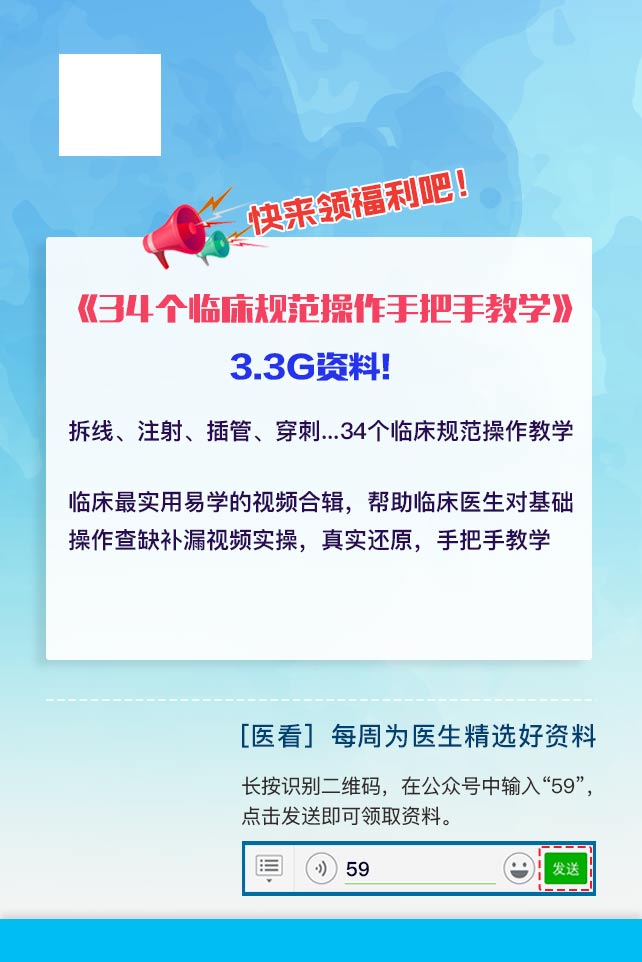 快来领福利吧！
《34个临床规范操作手把手教学》
3.3G资料!
拆线、注射、插管、穿刺...34个临床规范操作教学
临床最实用易学的视频合辑，帮助临床医生对基础
操作查缺补漏视频实操，真实还原，手把手教学
[医看] 每周为医生精选好资料
长按识别二维码，在公众号中输入“59”，
点击发送即可领取资料。
59 发送